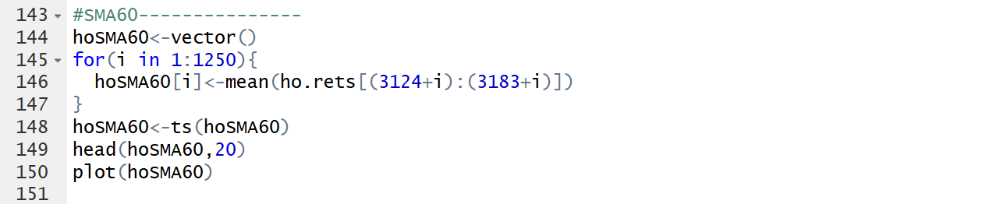 143 #SMA60---------------
144 hoSMA60<-vector()
145 for(i in 1:1250){
146   hoSMA60[i]<-mean(ho.rets[(3124+i):(3183+i)])
147 }
148 hoSMA60<-ts(hoSMA60)
149 head(hoSMA60,20)
150 plot(hoSMA60)
151